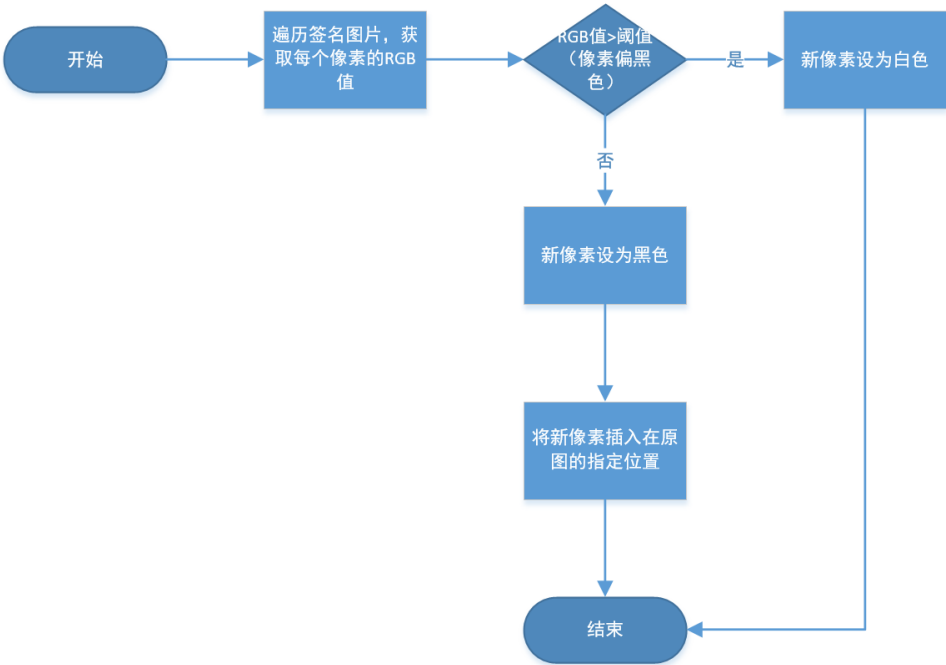 开始
遍历签名图片，获
取每个像素的RGB
值
RGB值>阈值
（像素偏黑
色）
是
新像素设为白色
否
新像素设为黑色
将新像素插入在原
图的指定位置
结束